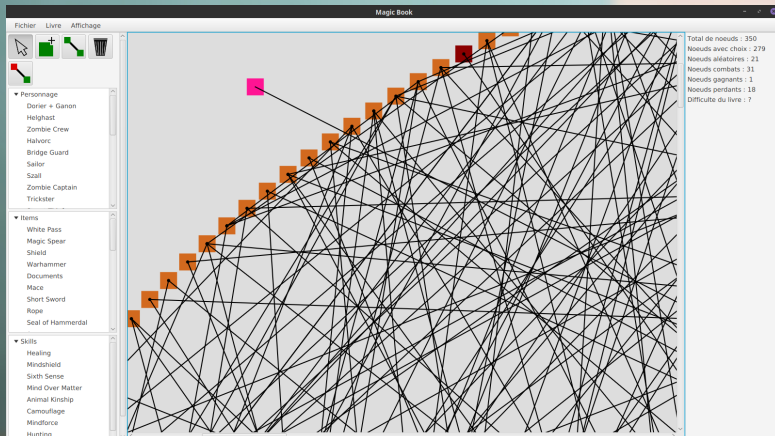 Magic Book
Fichier Livre Affichage
Personnage
Dorier + Ganon
Helghast
Zombie Crew
Halvorc
Bridge Guard
Sailor
Szall
Zombie Captain
Trickster
Items
White Pass
Magic Spear
Shield
Warhammer
Documents
Mace
Short Sword
Rope
Seal of Hammerdal
Skills
Healing
Mindshield
Sixth Sense
Mind Over Matter
Animal Kinship
Camouflage
Mindforce
Hunting
Total de noeuds : 350
Noeuds avec choix : 279
Noeuds aléatoires : 21
Noeuds combats : 31
Noeuds gagnants : 1
Noeuds perdants : 18
Difficulte du livre : ?